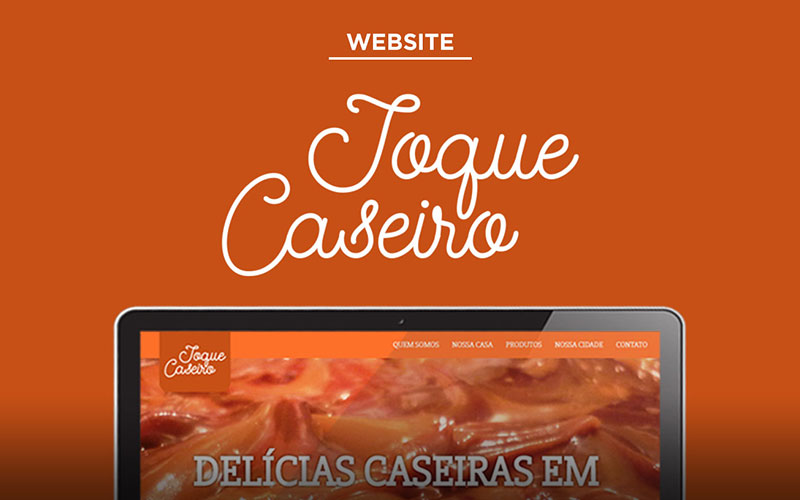 WEBSITE
Toque
Caseiro
Toque
Caseiro
QUEM SOMOS NOSSA CASA PRODUTOS NOSSA CIDADE CONTATO
DELÍCIAS CASEIRAS EM